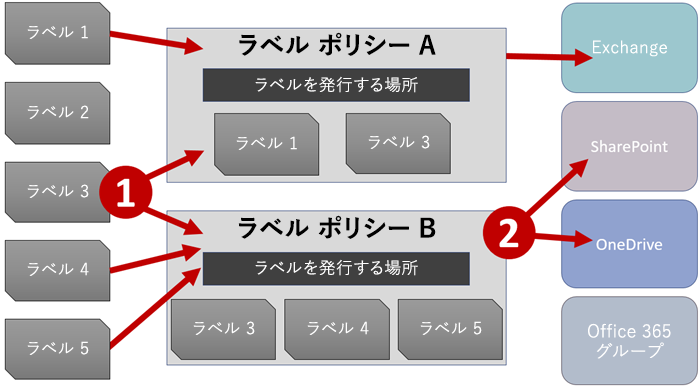 ラベル 1
ラベル 2
ラベル 3
ラベル 4
ラベル 5
1
ラベル ポリシー A
ラベルを発行する場所
ラベル 1
ラベル 3
ラベル ポリシー B
ラベルを発行する場所
ラベル 3
ラベル 4
ラベル 5
2
Exchange
SharePoint
OneDrive
Office 365
グループ